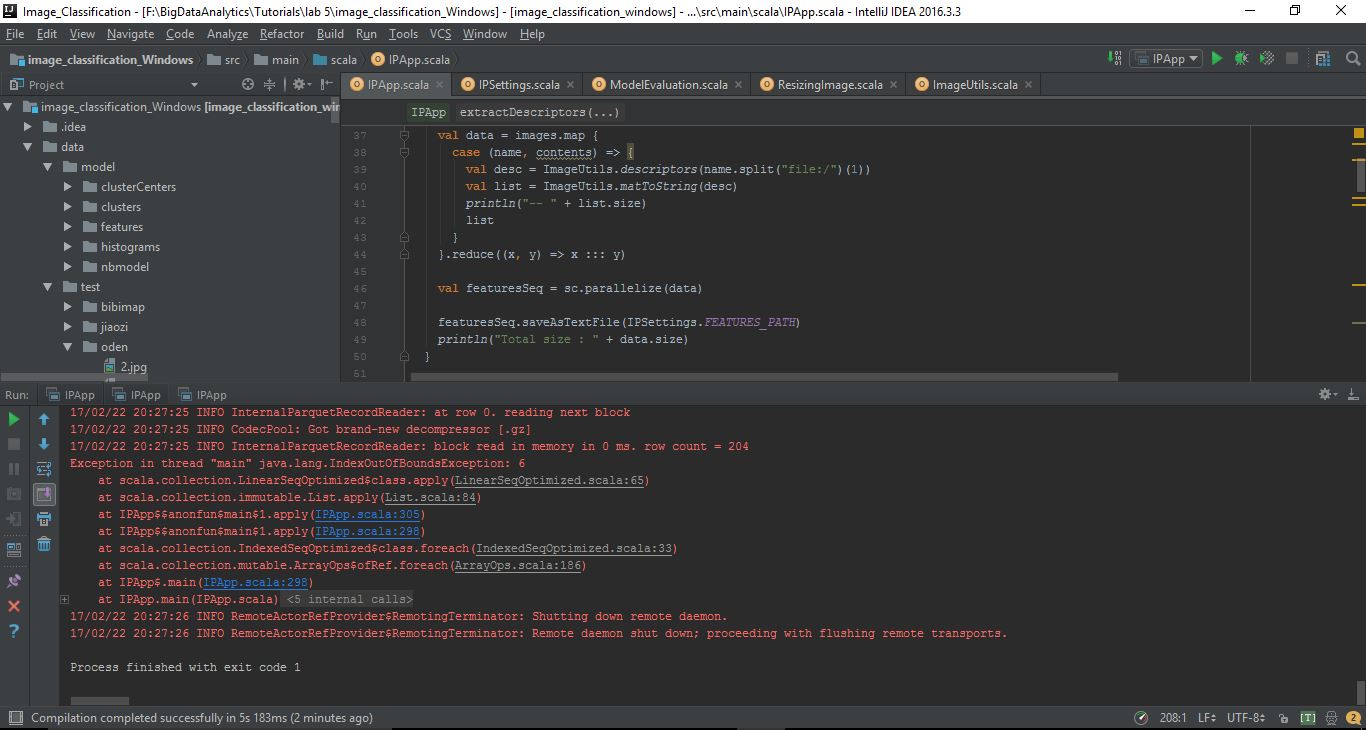 Image_Classification - [F:\BigDataAnalytics\Tutorials\lab 5\image_classification_Windows] - [image_classification_windows] - ...\src\main\scala\IPApp.scala - IntelliJ IDEA 2016.3.3
File Edit View Navigate Code Analyze Refactor Build Run Tools VCS Window Help
image_classification_Windows src main scala IPApp.scala IPApp
Project
IPApp.scala IPSettings.scala ModelEvaluation.scala ResizingImage.scala ImageUtils.scala
image_classification_Windows [image_classification_wi
.idea
data
model
clusterCenters
clusters
features
histograms
nbmodel
test
bibimap
jiaozi
oden
2.jpg
IPApp extractDescriptors(...)
37 val data = images.map {
38 case (name, contents) => {
39 val desc = ImageUtils.descriptors(name.split("file:/")(1))
40 val list = ImageUtils.matToString(desc)
41 println("-- " + list.size)
42 list
43 }
44 }.reduce((x, y) => x ::: y)
45
46 val featuresSeq = sc.parallelize(data)
47
48 featuresSeq.saveAsTextFile(IPSettings.FEATURES_PATH)
49 println("Total size : " + data.size)
50 }
51
Run: IPApp IPApp IPApp
17/02/22 20:27:25 INFO InternalParquetRecordReader: at row 0. reading next block
17/02/22 20:27:25 INFO CodecPool: Got brand-new decompressor [.gz]
17/02/22 20:27:25 INFO InternalParquetRecordReader: block read in memory in 0 ms. row count = 204
Exception in thread "main" java.lang.IndexOutOfBoundsException: 6
at scala.collection.LinearSeqOptimized$class.apply(LinearSeqOptimized.scala:65)
at scala.collection.immutable.List.apply(List.scala:84)
at IPApp$$anonfun$main$1.apply(IPApp.scala:305)
at IPApp$$anonfun$main$1.apply(IPApp.scala:298)
at scala.collection.IndexedSeqOptimized$class.foreach(IndexedSeqOptimized.scala:33)
at scala.collection.mutable.ArrayOps$ofRef.foreach(ArrayOps.scala:186)
at IPApp$.main(IPApp.scala:298)
at IPApp.main(IPApp.scala) <5 internal calls>
17/02/22 20:27:26 INFO RemoteActorRefProvider$RemotingTerminator: Shutting down remote daemon.
17/02/22 20:27:26 INFO RemoteActorRefProvider$RemotingTerminator: Remote daemon shut down; proceeding with flushing remote transports.
Process finished with exit code 1
Compilation completed successfully in 5s 183ms (2 minutes ago) 208:1 LF UTF-8 [T] 2